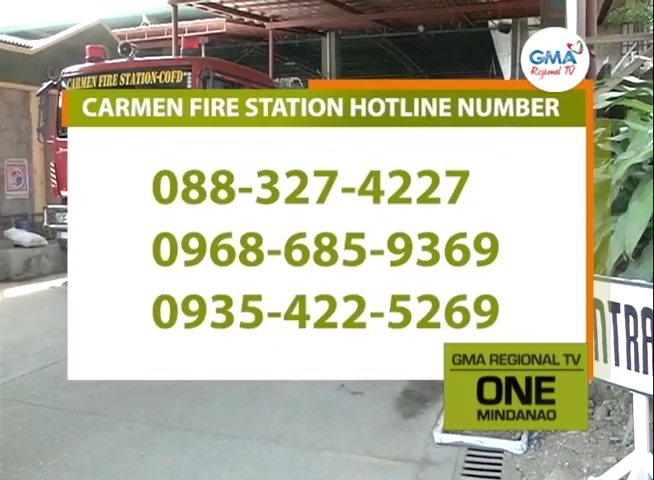 GMA
Regional TV
CARMEN FIRE STATION-COFD
CARMEN FIRE STATION HOTLINE NUMBER
088-327-4227
0968-685-9369
0935-422-5269
NTRA
GMA REGIONAL TV
ONE
MINDANAO